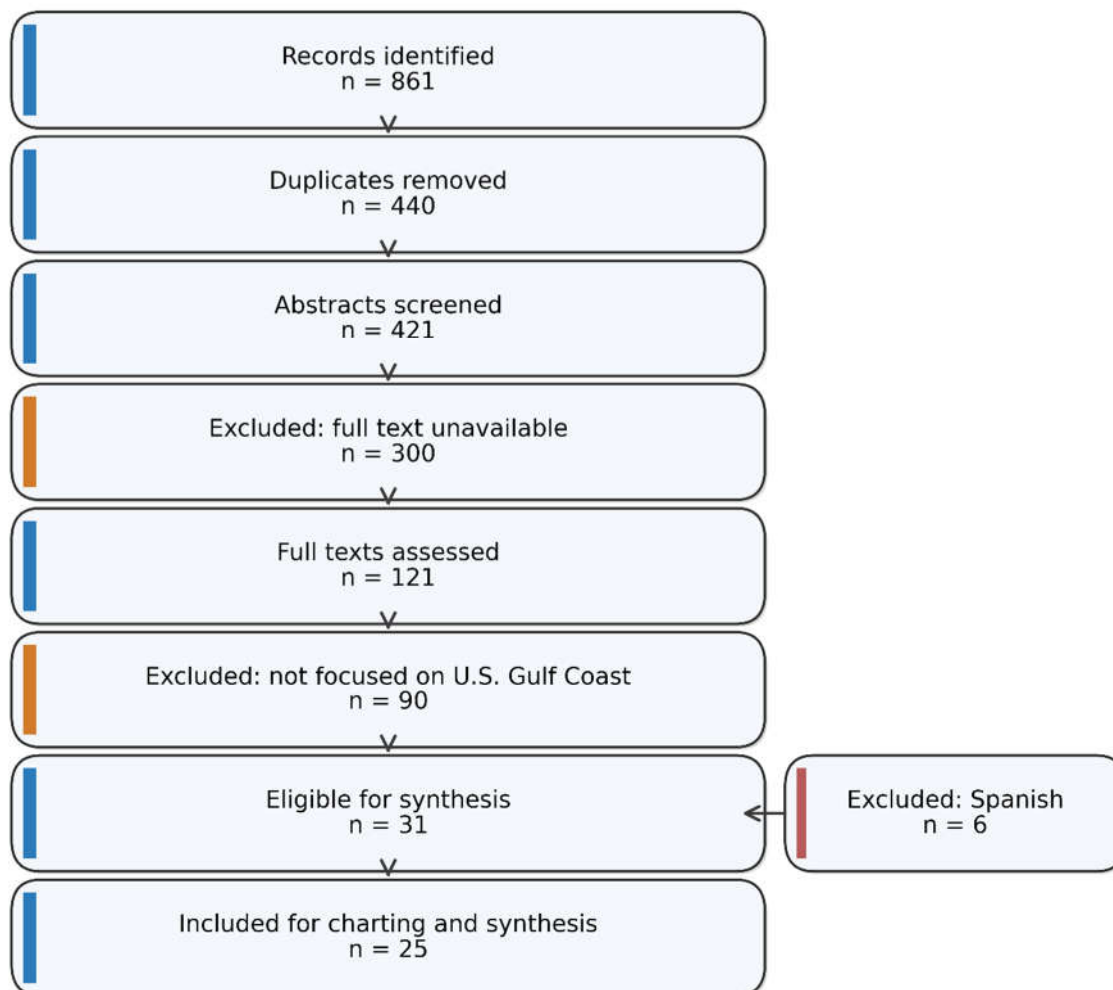 Records identified
n = 861
Duplicates removed
n = 440
Abstracts screened
n = 421
Excluded: full text unavailable
n = 300
Full texts assessed
n = 121
Excluded: not focused on U.S. Gulf Coast
n = 90
Eligible for synthesis
n = 31
Excluded: Spanish
n = 6
Included for charting and synthesis
n = 25